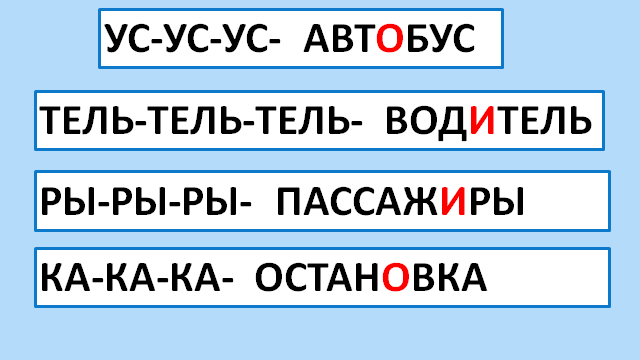 УС-УС-УС- АВТОБУС
ТЕЛЬ-ТЕЛЬ-ТЕЛЬ- ВОДИТЕЛЬ
РЫ-РЫ-РЫ- ПАССАЖИРЫ
КА-КА-КА- ОСТАНОВКА